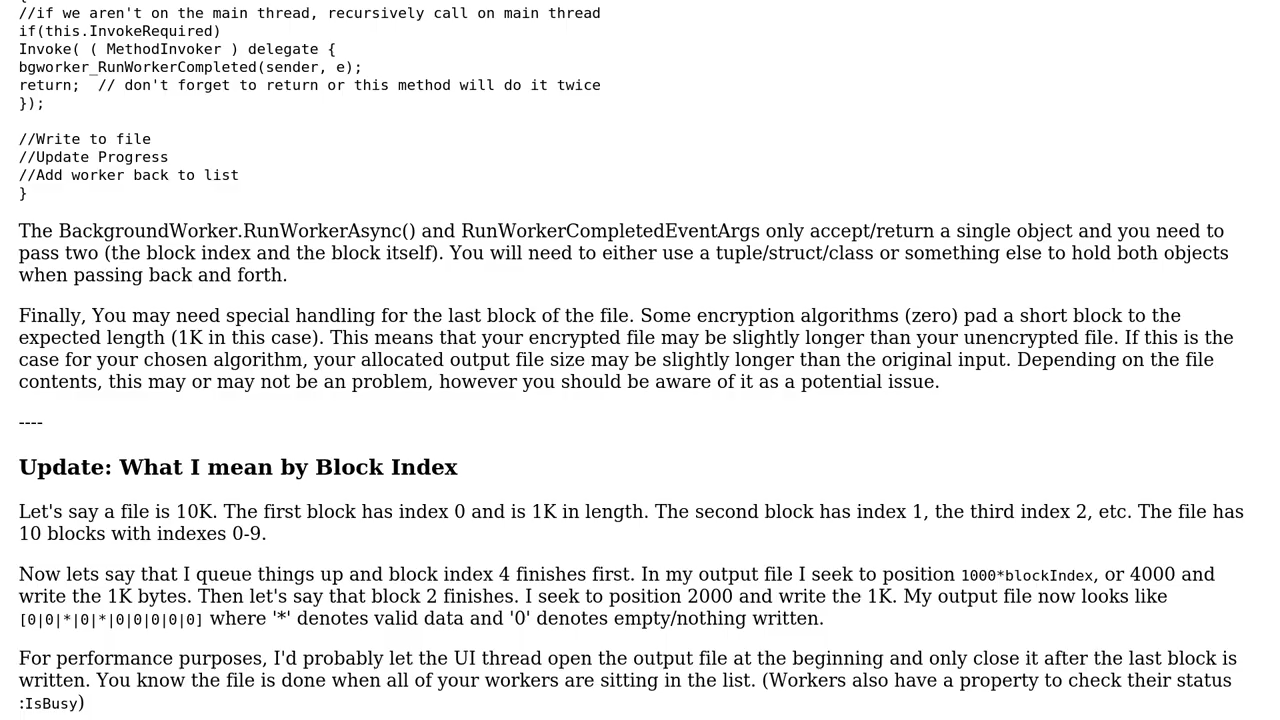 //if we aren't on the main thread, recursively call on main thread
if(this.InvokeRequired)
Invoke( ( MethodInvoker ) delegate {
bgworker_RunWorkerCompleted(sender, e);
return;  // don't forget to return or this method will do it twice
});

//Write to file
//Update Progress
//Add worker back to list
}

The BackgroundWorker.RunWorkerAsync() and RunWorkerCompletedEventArgs only accept/return a single object and you need to
pass two (the block index and the block itself). You will need to either use a tuple/struct/class or something else to hold both objects
when passing back and forth.

Finally, You may need special handling for the last block of the file. Some encryption algorithms (zero) pad a short block to the
expected length (1K in this case). This means that your encrypted file may be slightly longer than your unencrypted file. If this is the
case for your chosen algorithm, your allocated output file size may be slightly longer than the original input. Depending on the file
contents, this may or may not be an problem, however you should be aware of it as a potential issue.

----

Update: What I mean by Block Index

Let's say a file is 10K. The first block has index 0 and is 1K in length. The second block has index 1, the third index 2, etc. The file has
10 blocks with indexes 0-9.

Now lets say that I queue things up and block index 4 finishes first. In my output file I seek to position 1000*blockIndex, or 4000 and
write the 1K bytes. Then let's say that block 2 finishes. I seek to position 2000 and write the 1K. My output file now looks like
[0|0|*|0|*|0|0|0|0|0] where '*' denotes valid data and '0' denotes empty/nothing written.

For performance purposes, I'd probably let the UI thread open the output file at the beginning and only close it after the last block is
written. You know the file is done when all of your workers are sitting in the list. (Workers also have a property to check their status
:IsBusy)